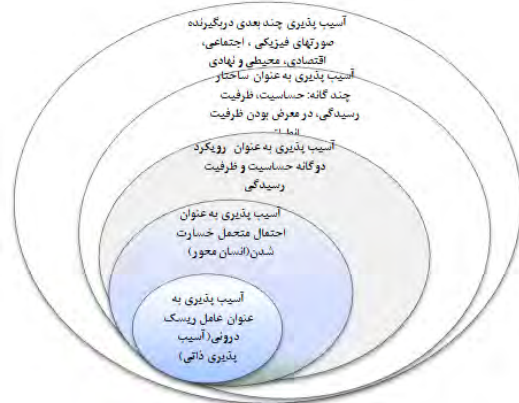 آسیب پذیری چند بعدی دربگیرنده
صورتهای فیزیکی ، اجتماعی،
اقتصادی، محیطی و نهادی
آسیب پذیری به عنوان ساختار
چند گانه: حساسیت، ظرفیت
رسیدگی، در معرض بودن ظرفیت
آسیب پذیری به عنوان رویکرد
دوگانه حساسیت و ظرفیت
رسیدگی
آسیب پذیری به عنوان
احتمال متحمل خسارت
شدن(انسان محور)
آسیب پذیری به
عنوان عامل ریسک
درونی(آسیب
پذیری ذاتی)